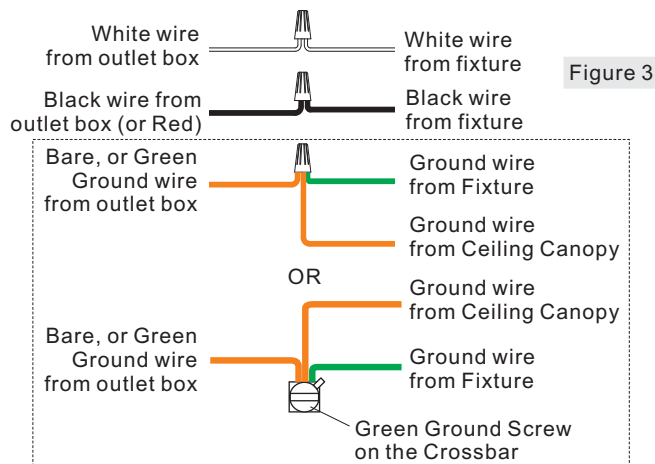 White wire
from outlet box
White wire
from fixture
Figure 3
Black wire from
outlet box (or Red)
Black wire
from fixture
Bare, or Green
Ground wire
from outlet box
Ground wire
from Fixture
Ground wire
from Ceiling Canopy
OR
Ground wire
from Ceiling Canopy
Bare, or Green
Ground wire
from outlet box
Ground wire
from Fixture
Green Ground Screw
on the Crossbar